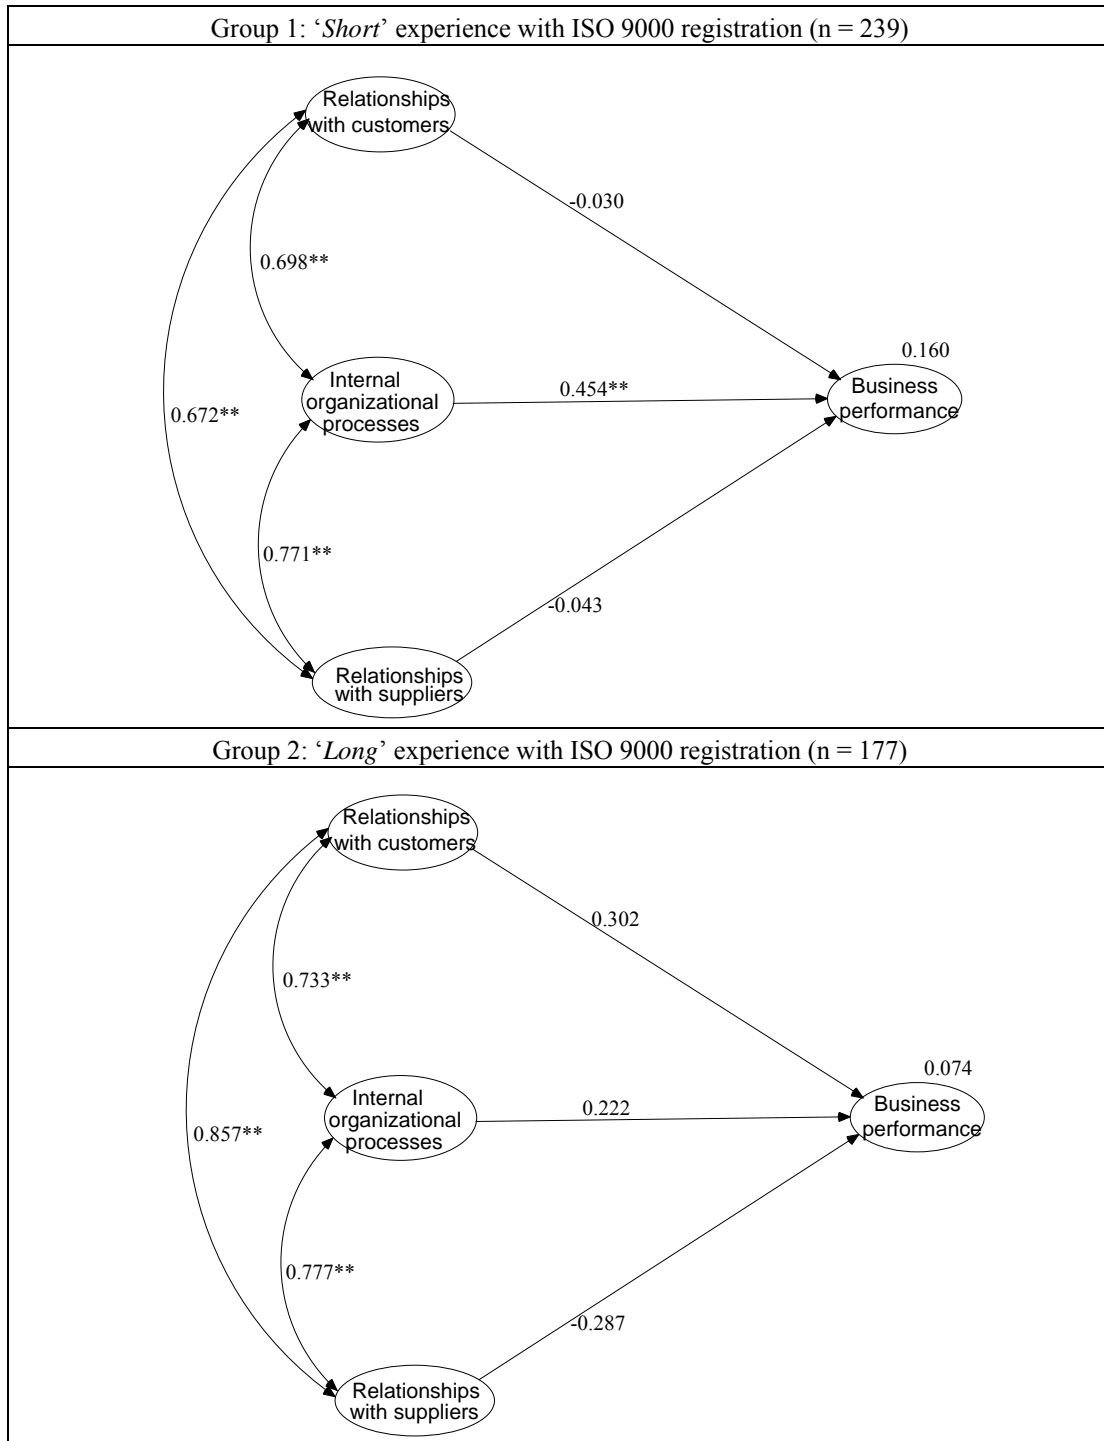 Group 1: ‘Short’ experience with ISO 9000 registration (n = 239)
Relationships
with customers
-0.030
0.698**
0.160
Internal
organizational
processes
0.454**
Business
performance
0.672**
0.771**
-0.043
Relationships
with suppliers
Group 2: ‘Long’ experience with ISO 9000 registration (n = 177)
Relationships
with customers
0.302
0.733**
0.074
Internal
organizational
processes
0.222
Business
performance
0.857**
0.777**
-0.287
Relationships
with suppliers